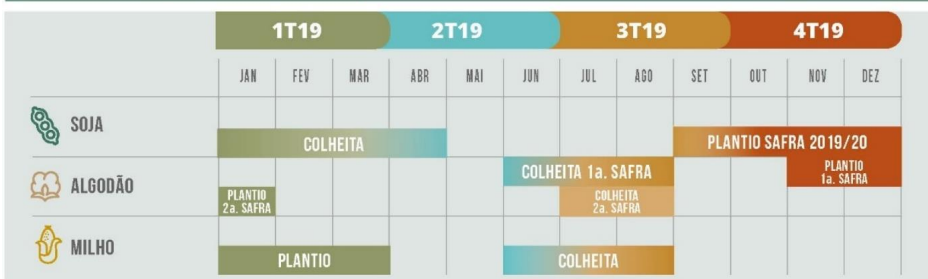 1T19 2T19 3T19 4T19
JAN FEV MAR ABR MAI JUN JUL AGO SET OUT NOV DEZ
SOJA
COLHEITA
PLANTIO SAFRA 2019/20
ALGODÃO
PLANTIO
2a. SAFRA
COLHEITA 1a. SAFRA
COLHEITA
2a. SAFRA
PLANTIO
1a. SAFRA
MILHO
PLANTIO
COLHEITA